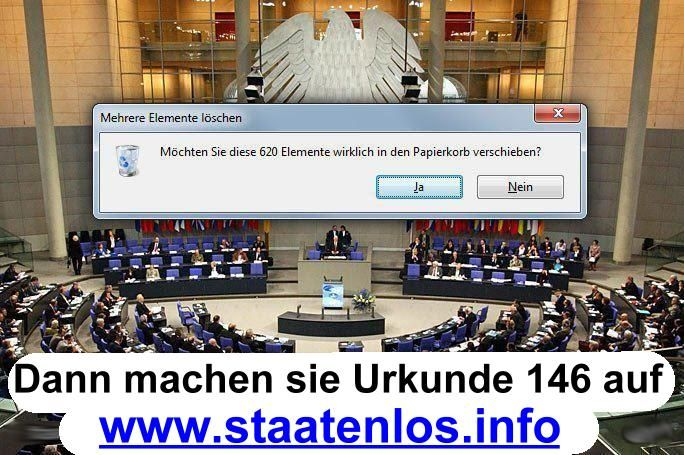 Mehrere Elemente löschen
Möchten Sie diese 620 Elemente wirklich in den Papierkorb verschieben?
Ja
Nein
Dann machen sie Urkunde 146 auf
www.staatenlos.info